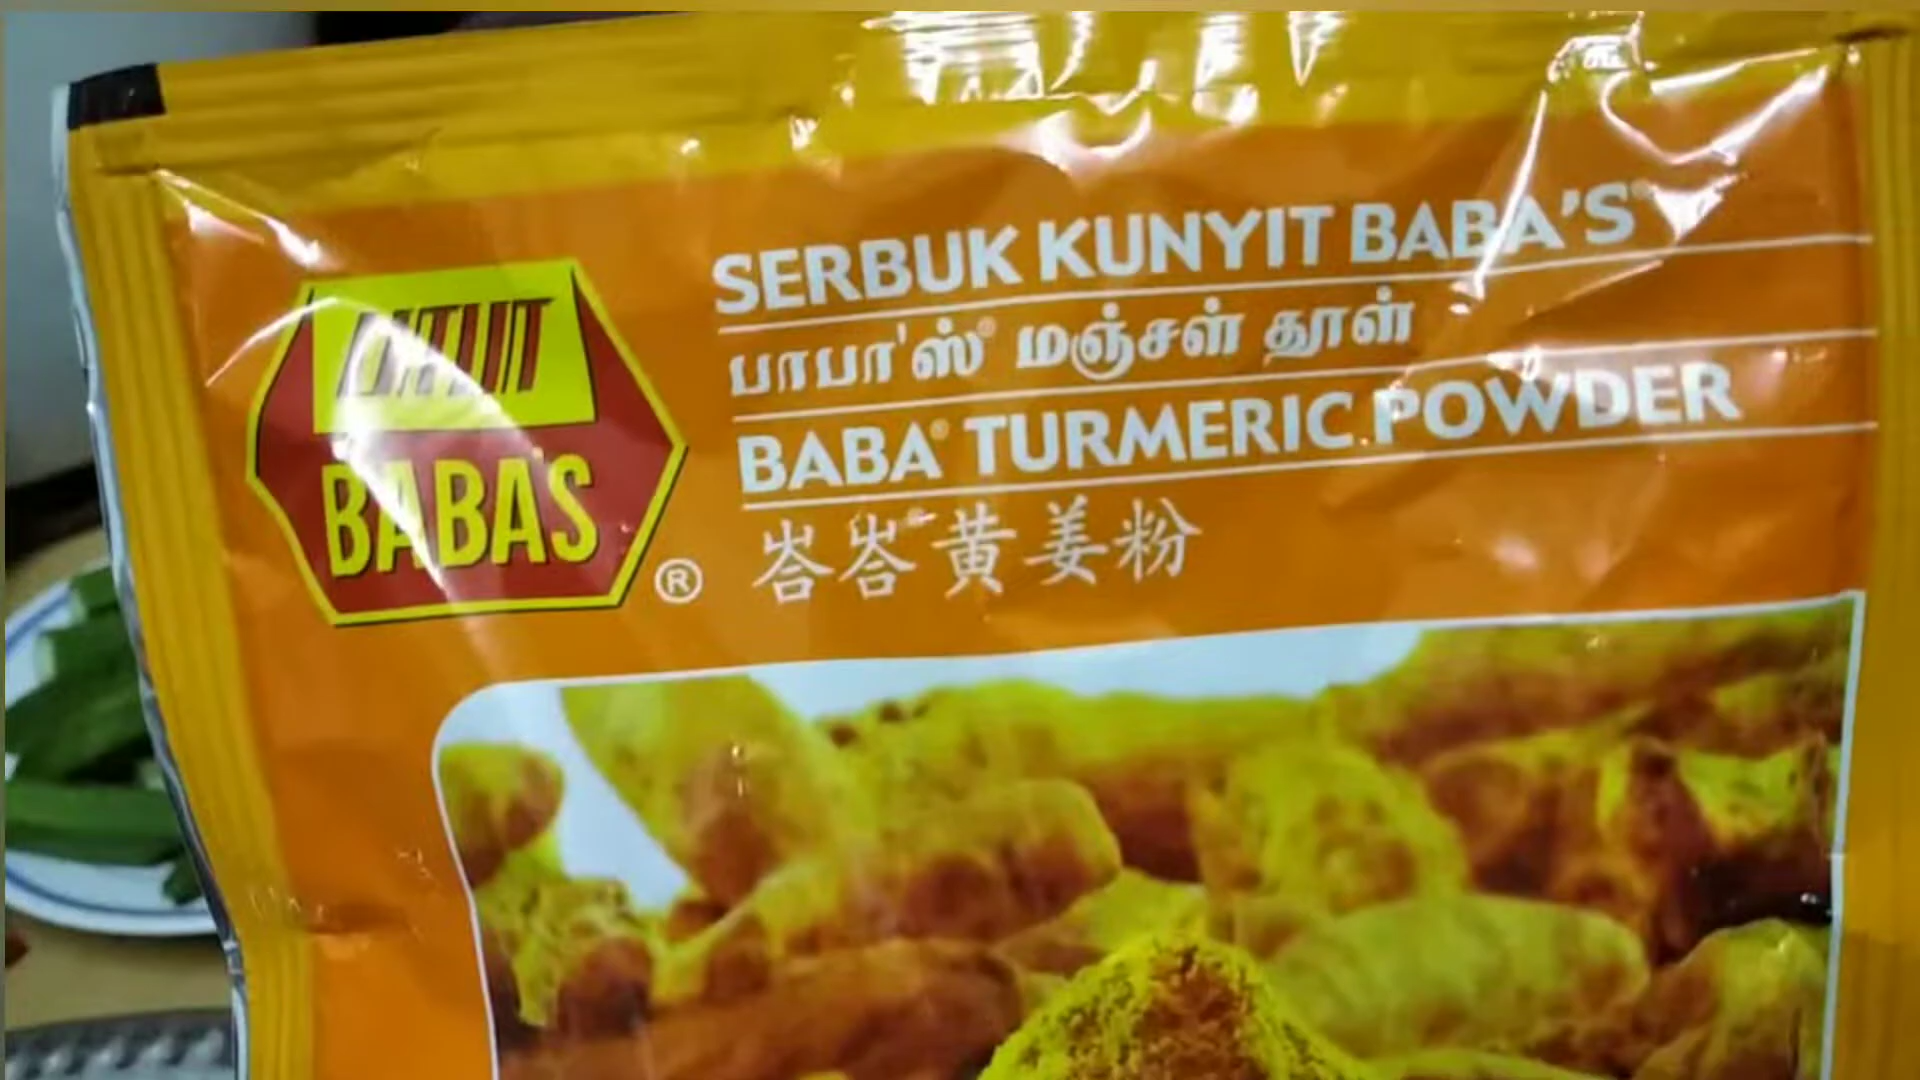 SERBUK KUNYIT BABA'S®
பாபா'ஸ்® மஞ்சள் தூள்
BABA® TURMERIC POWDER
峇峇®黄姜粉
பாபாஸ்
BABAS
®